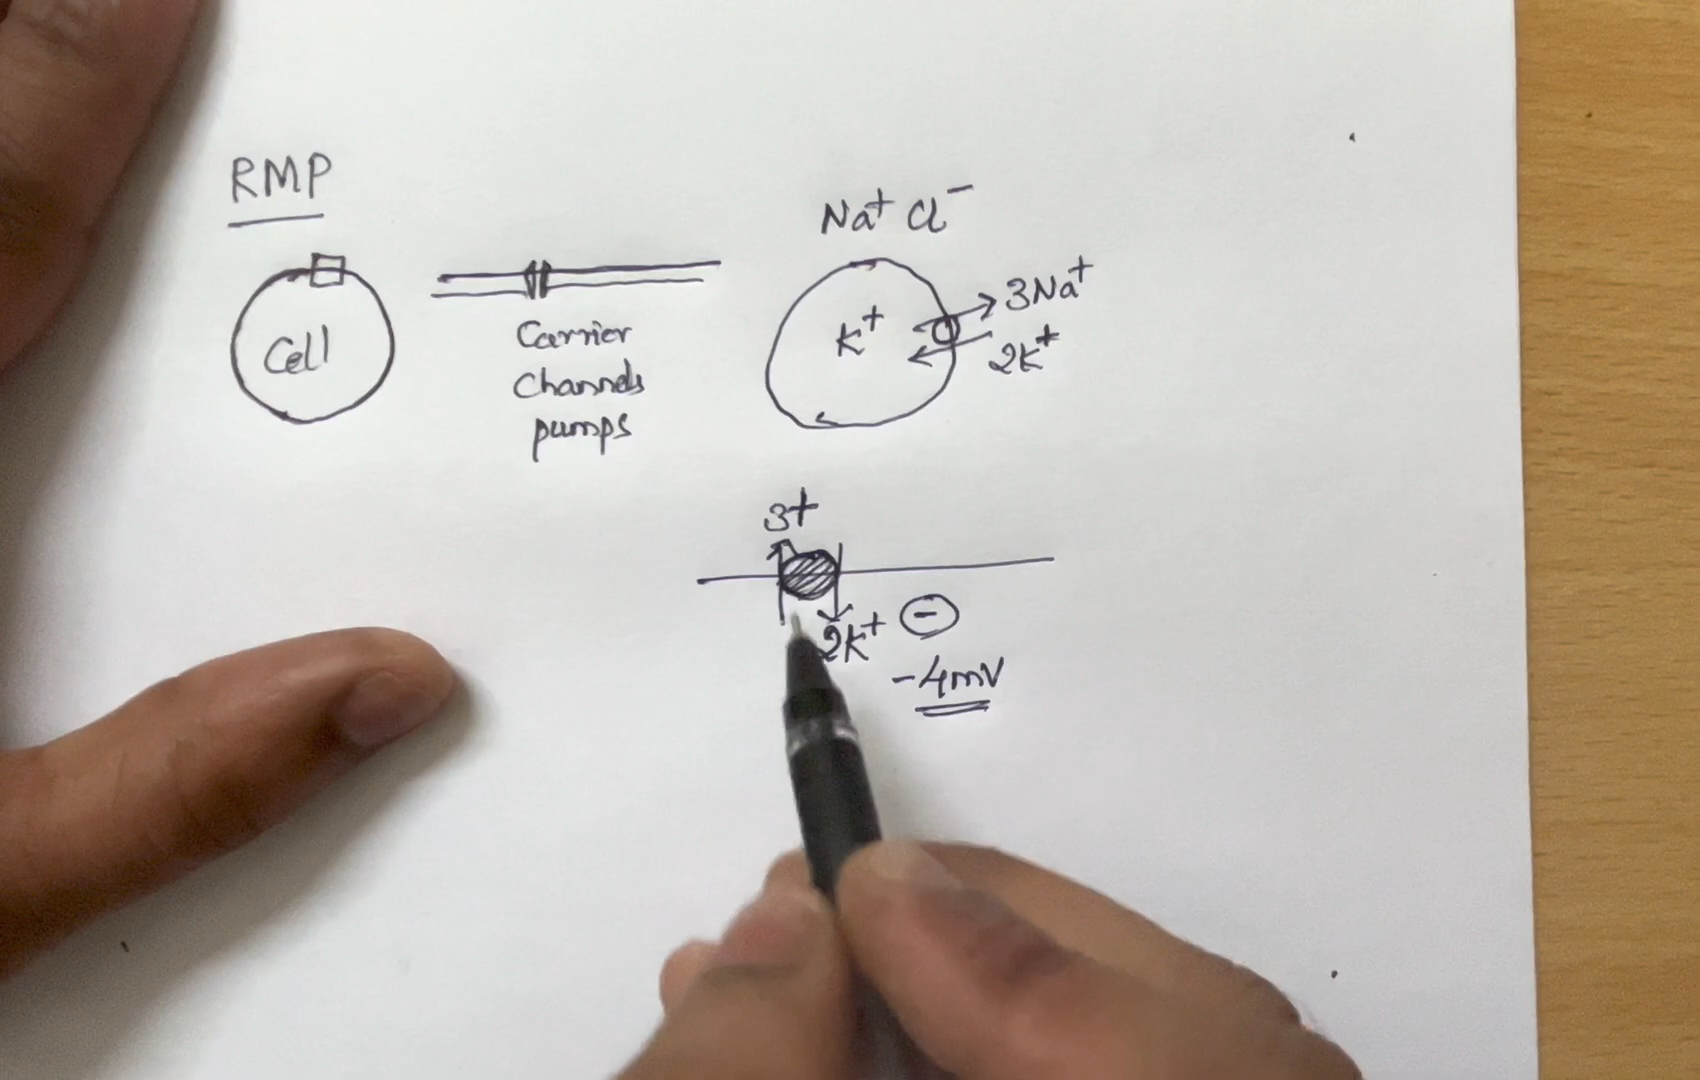 RMP
Cell
Carrier
Channels
pumps
Na⁺ Cl⁻
K⁺
3Na⁺
2K⁺
3+
2K⁺
-
-4mV